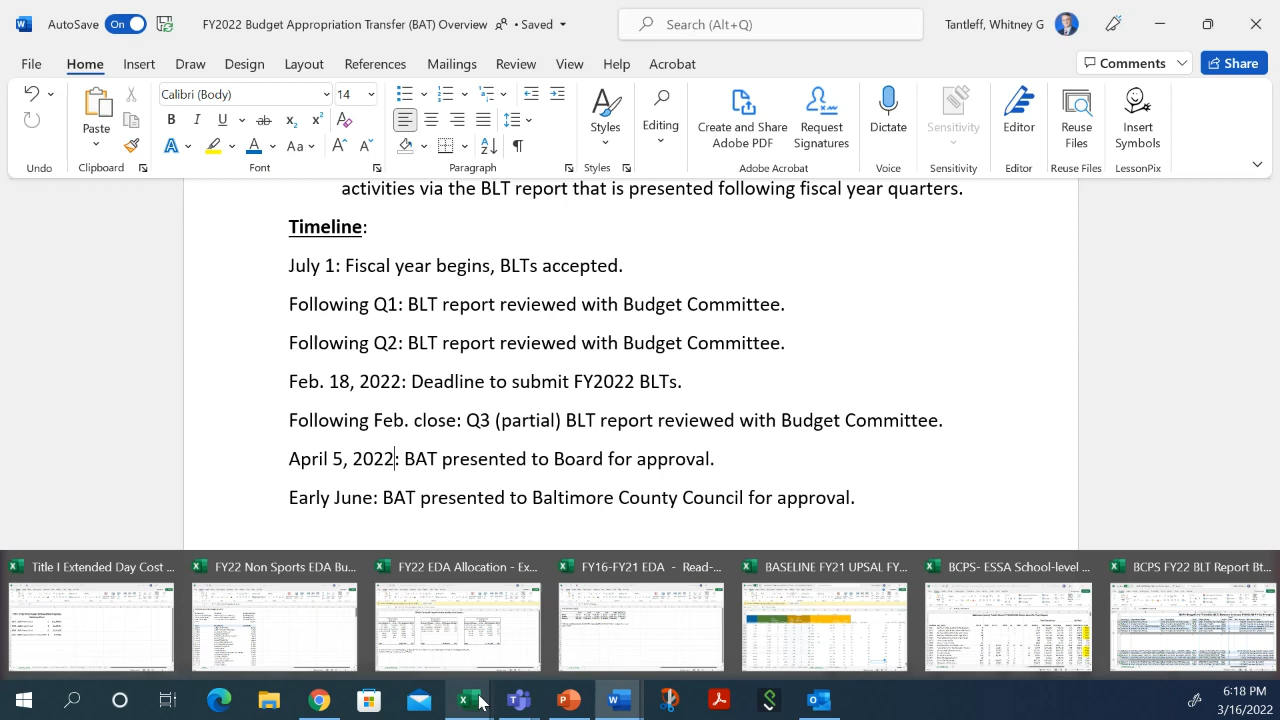 AutoSave On FY2022 Budget Appropriation Transfer (BAT) Overview • Saved Search (Alt+Q) Tantleff, Whitney G
File Home Insert Draw Design Layout References Mailings Review View Help Acrobat Comments Share
Calibri (Body) 14
Paste Styles Editing Create and Share Adobe PDF Request Signatures Dictate Sensitivity Editor Reuse Files Insert Symbols
Undo Clipboard Font Paragraph Styles Adobe Acrobat Voice Sensitivity Editor Reuse Files LessonPix
activities via the BLT report that is presented following fiscal year quarters.
Timeline:
July 1: Fiscal year begins, BLTs accepted.
Following Q1: BLT report reviewed with Budget Committee.
Following Q2: BLT report reviewed with Budget Committee.
Feb. 18, 2022: Deadline to submit FY2022 BLTs.
Following Feb. close: Q3 (partial) BLT report reviewed with Budget Committee.
April 5, 2022: BAT presented to Board for approval.
Early June: BAT presented to Baltimore County Council for approval.
Title I Extended Day Cost ... FY22 Non Sports EDA Bu... FY22 EDA Allocation - Ex... FY16-FY21 EDA - Read-... BASELINE FY21 UPSAL FY... BCPS- ESSA School-level ... BCPS FY22 BLT Report Bt...
6:18 PM
3/16/2022